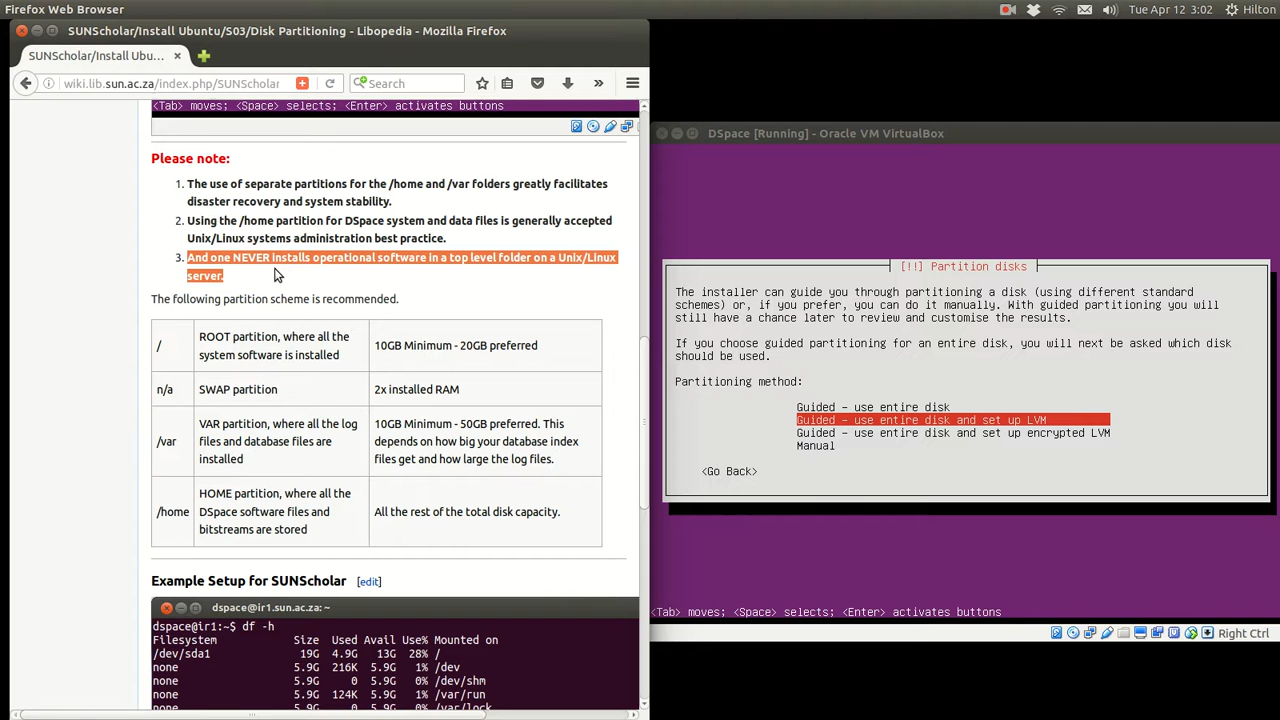 Firefox Web Browser
Tue Apr 12 3:02
Hilton
SUNScholar/Install Ubuntu/S03/Disk Partitioning - Libopedia - Mozilla Firefox
SUNScholar/Install Ubu...
wiki.lib.sun.ac.za/index.php/SUNScholar
Search
<Tab> moves; <Space> selects; <Enter> activates buttons
Please note:
1. The use of separate partitions for the /home and /var folders greatly facilitates
disaster recovery and system stability.
2. Using the /home partition for DSpace system and data files is generally accepted
Unix/Linux systems administration best practice.
3. And one NEVER installs operational software in a top level folder on a Unix/Linux
server.
The following partition scheme is recommended.
/ ROOT partition, where all the
system software is installed
10GB Minimum - 20GB preferred
n/a SWAP partition 2x installed RAM
/var VAR partition, where all the log
files and database files are
installed
10GB Minimum - 50GB preferred. This
depends on how big your database index
files get and how large the log files.
/home HOME partition, where all the
DSpace software files and
bitstreams are stored
All the rest of the total disk capacity.
Example Setup for SUNScholar [edit]
dspace@ir1.sun.ac.za: ~
dspace@ir1:~$ df -h
Filesystem Size Used Avail Use% Mounted on
/dev/sda1 19G 4.9G 13G 28% /
none 5.9G 216K 5.9G 1% /dev
none 5.9G 0 5.9G 0% /dev/shm
none 5.9G 124K 5.9G 1% /var/run
none 5.9G 0 5.9G 0% /var/lock
DSpace [Running] - Oracle VM VirtualBox
[!!] Partition disks
The installer can guide you through partitioning a disk (using different standard
schemes) or, if you prefer, you can do it manually. With guided partitioning you will
still have a chance later to review and customise the results.
If you choose guided partitioning for an entire disk, you will next be asked which disk
should be used.
Partitioning method:
Guided – use entire disk
Guided – use entire disk and set up LVM
Guided – use entire disk and set up encrypted LVM
Manual
<Go Back>
<Tab> moves; <Space> selects; <Enter> activates buttons
Right Ctrl